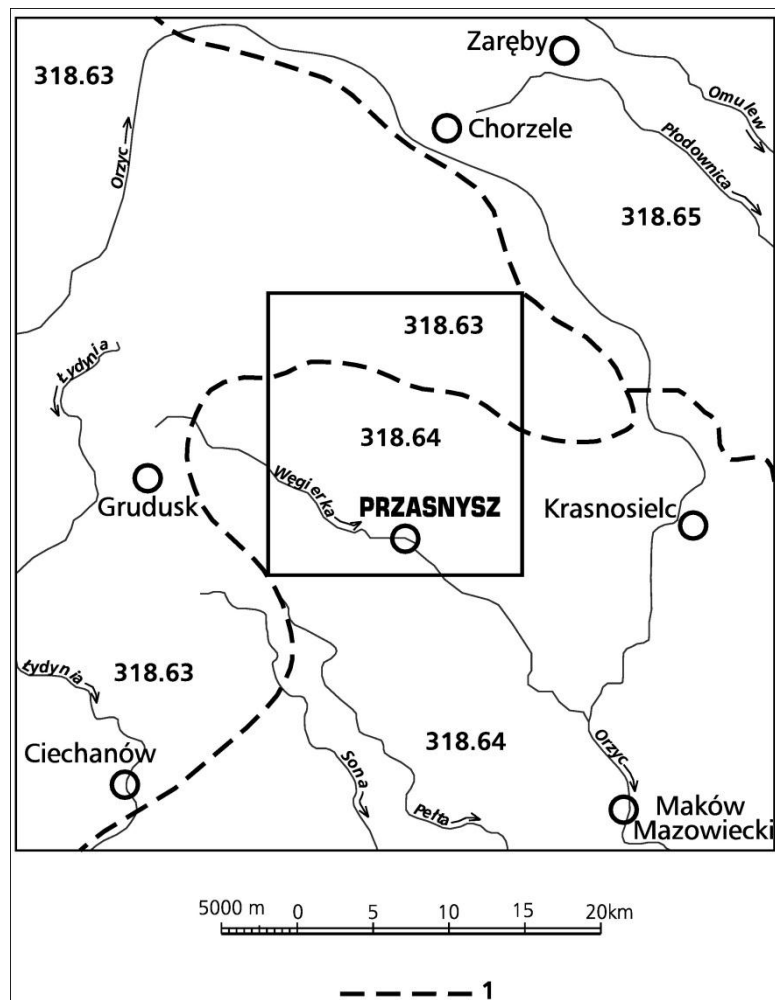 Zaręby
318.63
Omulew
Orzyc
Chorzele
Płodownica
318.65
318.63
Łydynia
318.64
Węgierka
Grudusk
PRZASNYSZ
Krasnosielc
Łydynia
318.63
318.64
Ciechanów
Sona
Pełta
Orzyc
Maków
Mazowiecki
5000 m 0 5 10 15 20km
1